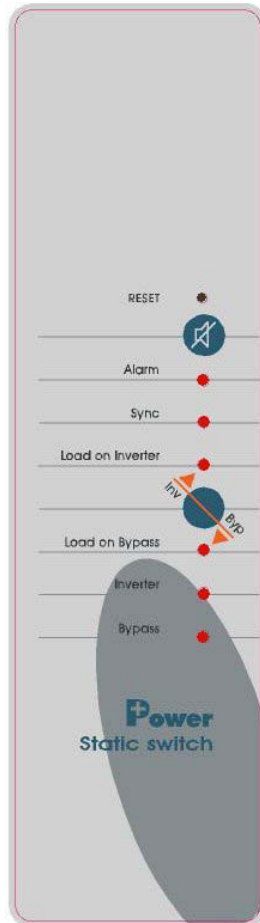 RESET
Alarm
Sync
Load on Inverter
Inv
Byp
Load on Bypass
Inverter
Bypass
Power
Static switch